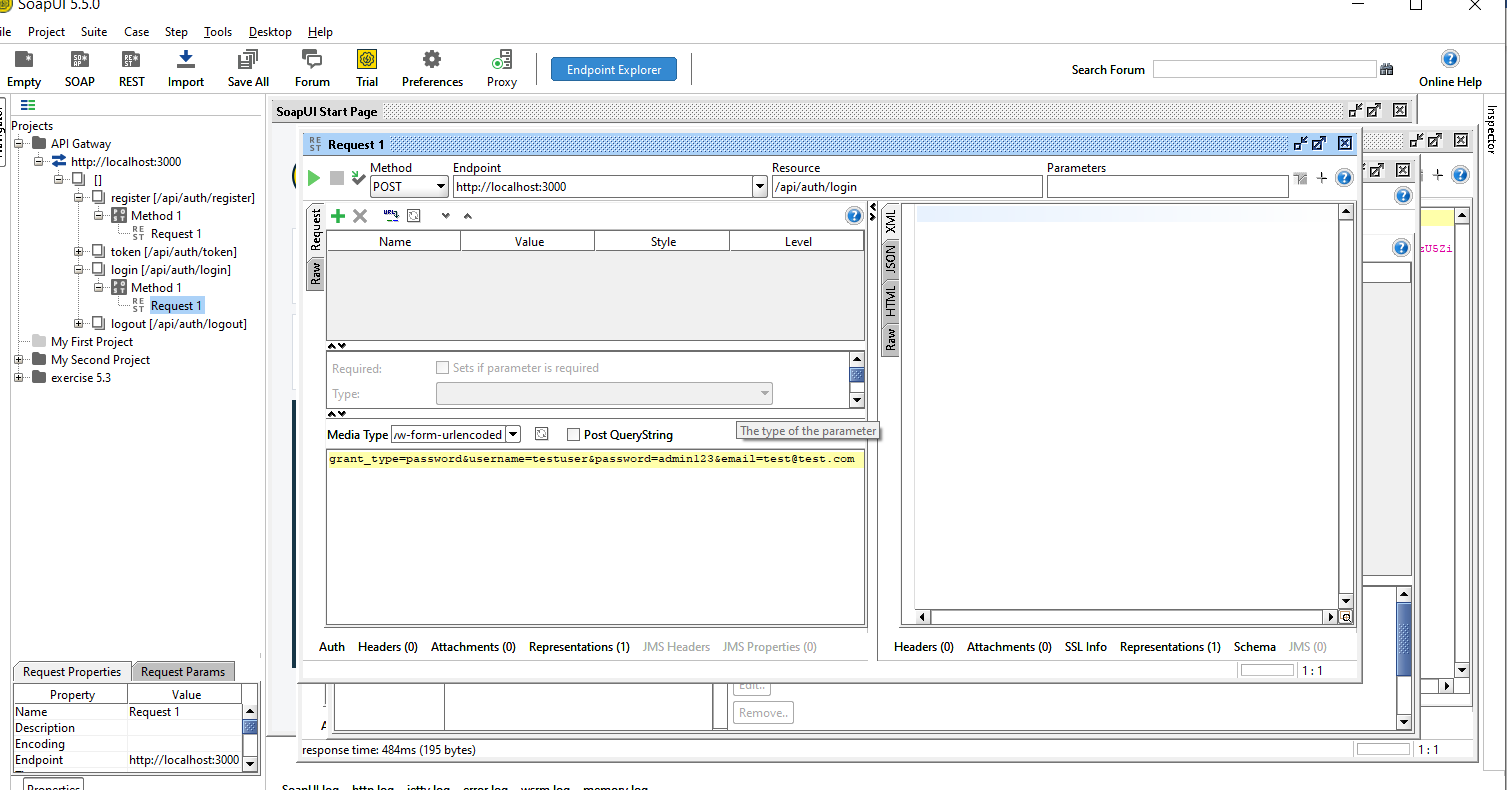 SoapUI 5.5.0
ile Project Suite Case Step Tools Desktop Help
Empty SOAP REST Import Save All Forum Trial Preferences Proxy Endpoint Explorer Search Forum Online Help
Projects
API Gatway
http://localhost:3000
[]
register [/api/auth/register]
Method 1
Request 1
token [/api/auth/token]
login [/api/auth/login]
Method 1
Request 1
logout [/api/auth/logout]
My First Project
My Second Project
exercise 5.3
Request Properties Request Params
Property Value
Name Request 1
Description
Encoding
Endpoint http://localhost:3000
Properties
SoapUI Start Page
Inspector
Request 1
Method Endpoint Resource Parameters
POST http://localhost:3000 /api/auth/login
Request
Raw
Name Value Style Level
Required: Sets if parameter is required
Type:
The type of the parameter
Media Type /w-form-urlencoded Post QueryString
grant_type=password&username=testuser&password=admin123&email=test@test.com
XML
JSON
HTML
Raw
zU5Zi
Auth Headers (0) Attachments (0) Representations (1) JMS Headers JMS Properties (0)
Headers (0) Attachments (0) SSL Info Representations (1) Schema JMS (0)
1 : 1
Edit..
Remove..
response time: 484ms (195 bytes)
1 : 1
SoapUI log http log jetty log error log wsrm log memory log